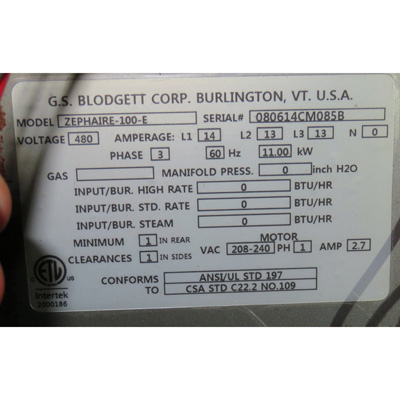 G.S. BLODGETT CORP. BURLINGTON, VT. U.S.A.
MODEL ZEPHAIRE-100-E SERIAL# 080614CM085B
VOLTAGE 480 AMPERAGE: L1 14 L2 13 L3 13 N 0
PHASE 3 60 Hz 11.00 kW
GAS MANIFOLD PRESS. 0 inch H2O
INPUT/BUR. HIGH RATE 0 BTU/HR
INPUT/BUR. STD. RATE 0 BTU/HR
INPUT/BUR. STEAM 0 BTU/HR
MINIMUM 1 IN REAR MOTOR
CLEARANCES 1 IN SIDES VAC 208-240 PH 1 AMP 2.7
ETL
C US
Intertek
2000186
CONFORMS ANSI/UL STD 197
TO CSA STD C22.2 NO.109